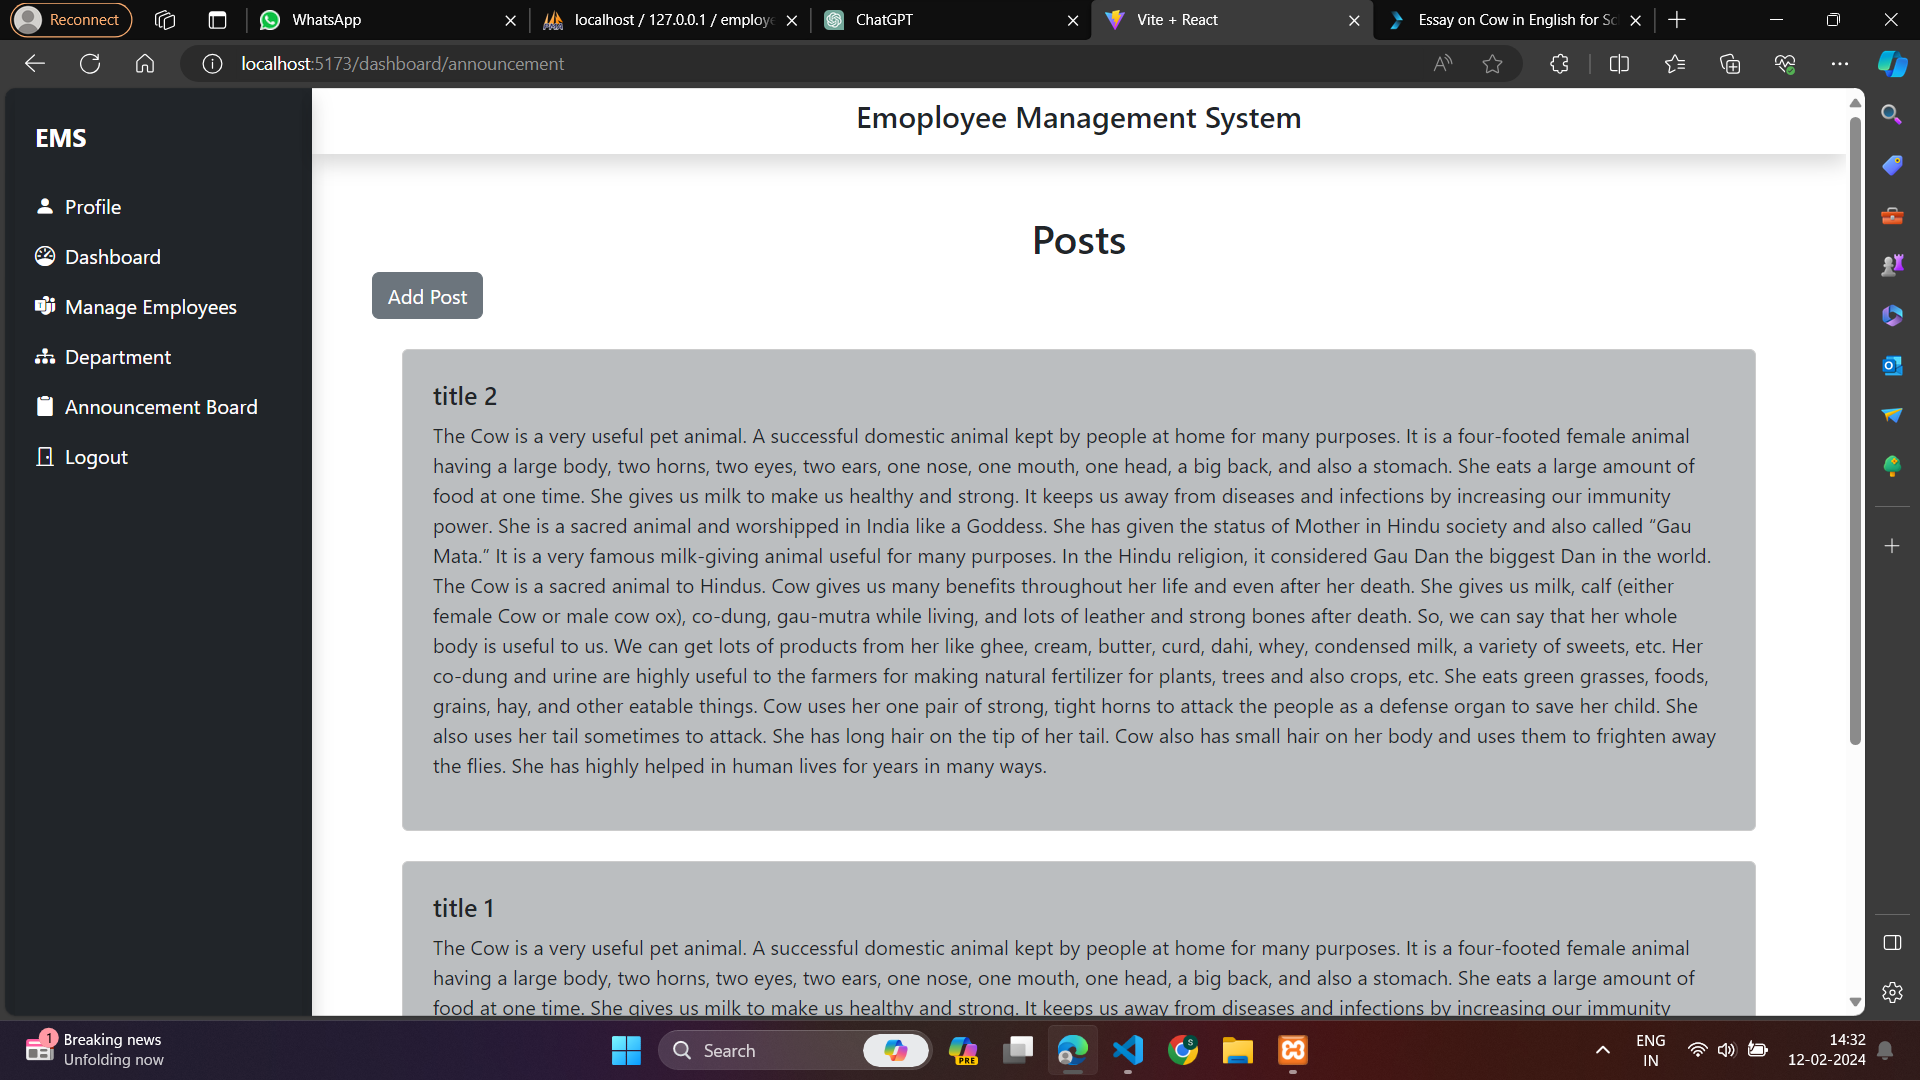 Reconnect
WhatsApp
localhost / 127.0.0.1 / employe
ChatGPT
Vite + React
Essay on Cow in English for Sc
localhost:5173/dashboard/announcement
EMS
Profile
Dashboard
Manage Employees
Department
Announcement Board
Logout
Emoployee Management System
Posts
Add Post
title 2
The Cow is a very useful pet animal. A successful domestic animal kept by people at home for many purposes. It is a four-footed female animal
having a large body, two horns, two eyes, two ears, one nose, one mouth, one head, a big back, and also a stomach. She eats a large amount of
food at one time. She gives us milk to make us healthy and strong. It keeps us away from diseases and infections by increasing our immunity
power. She is a sacred animal and worshipped in India like a Goddess. She has given the status of Mother in Hindu society and also called “Gau
Mata.” It is a very famous milk-giving animal useful for many purposes. In the Hindu religion, it considered Gau Dan the biggest Dan in the world.
The Cow is a sacred animal to Hindus. Cow gives us many benefits throughout her life and even after her death. She gives us milk, calf (either
female Cow or male cow ox), co-dung, gau-mutra while living, and lots of leather and strong bones after death. So, we can say that her whole
body is useful to us. We can get lots of products from her like ghee, cream, butter, curd, dahi, whey, condensed milk, a variety of sweets, etc. Her
co-dung and urine are highly useful to the farmers for making natural fertilizer for plants, trees and also crops, etc. She eats green grasses, foods,
grains, hay, and other eatable things. Cow uses her one pair of strong, tight horns to attack the people as a defense organ to save her child. She
also uses her tail sometimes to attack. She has long hair on the tip of her tail. Cow also has small hair on her body and uses them to frighten away
the flies. She has highly helped in human lives for years in many ways.
title 1
The Cow is a very useful pet animal. A successful domestic animal kept by people at home for many purposes. It is a four-footed female animal
having a large body, two horns, two eyes, two ears, one nose, one mouth, one head, a big back, and also a stomach. She eats a large amount of
food at one time. She gives us milk to make us healthy and strong. It keeps us away from diseases and infections by increasing our immunity
1
Breaking news
Unfolding now
Search
PRE
S
ENG
IN
14:32
12-02-2024